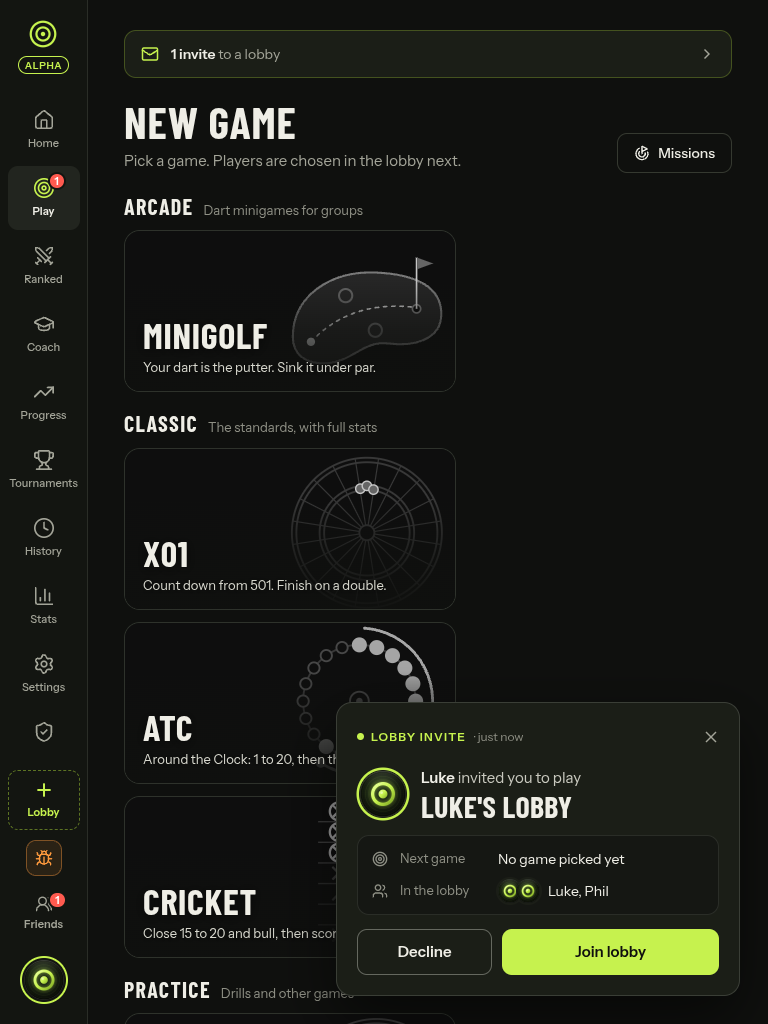 ALPHA
Home
1
Play
Ranked
Coach
Progress
Tournaments
History
Stats
Settings
Lobby
1
Friends
1 invite to a lobby
NEW GAME
Pick a game. Players are chosen in the lobby next.
Missions
ARCADE Dart minigames for groups
MINIGOLF
Your dart is the putter. Sink it under par.
CLASSIC The standards, with full stats
X01
Count down from 501. Finish on a double.
ATC
Around the Clock: 1 to 20, then
CRICKET
Close 15 to 20 and bull, then
PRACTICE Drills and other games
LOBBY INVITE · just now
Luke invited you to play
LUKE'S LOBBY
Next game No game picked yet
In the lobby Luke, Phil
Decline
Join lobby